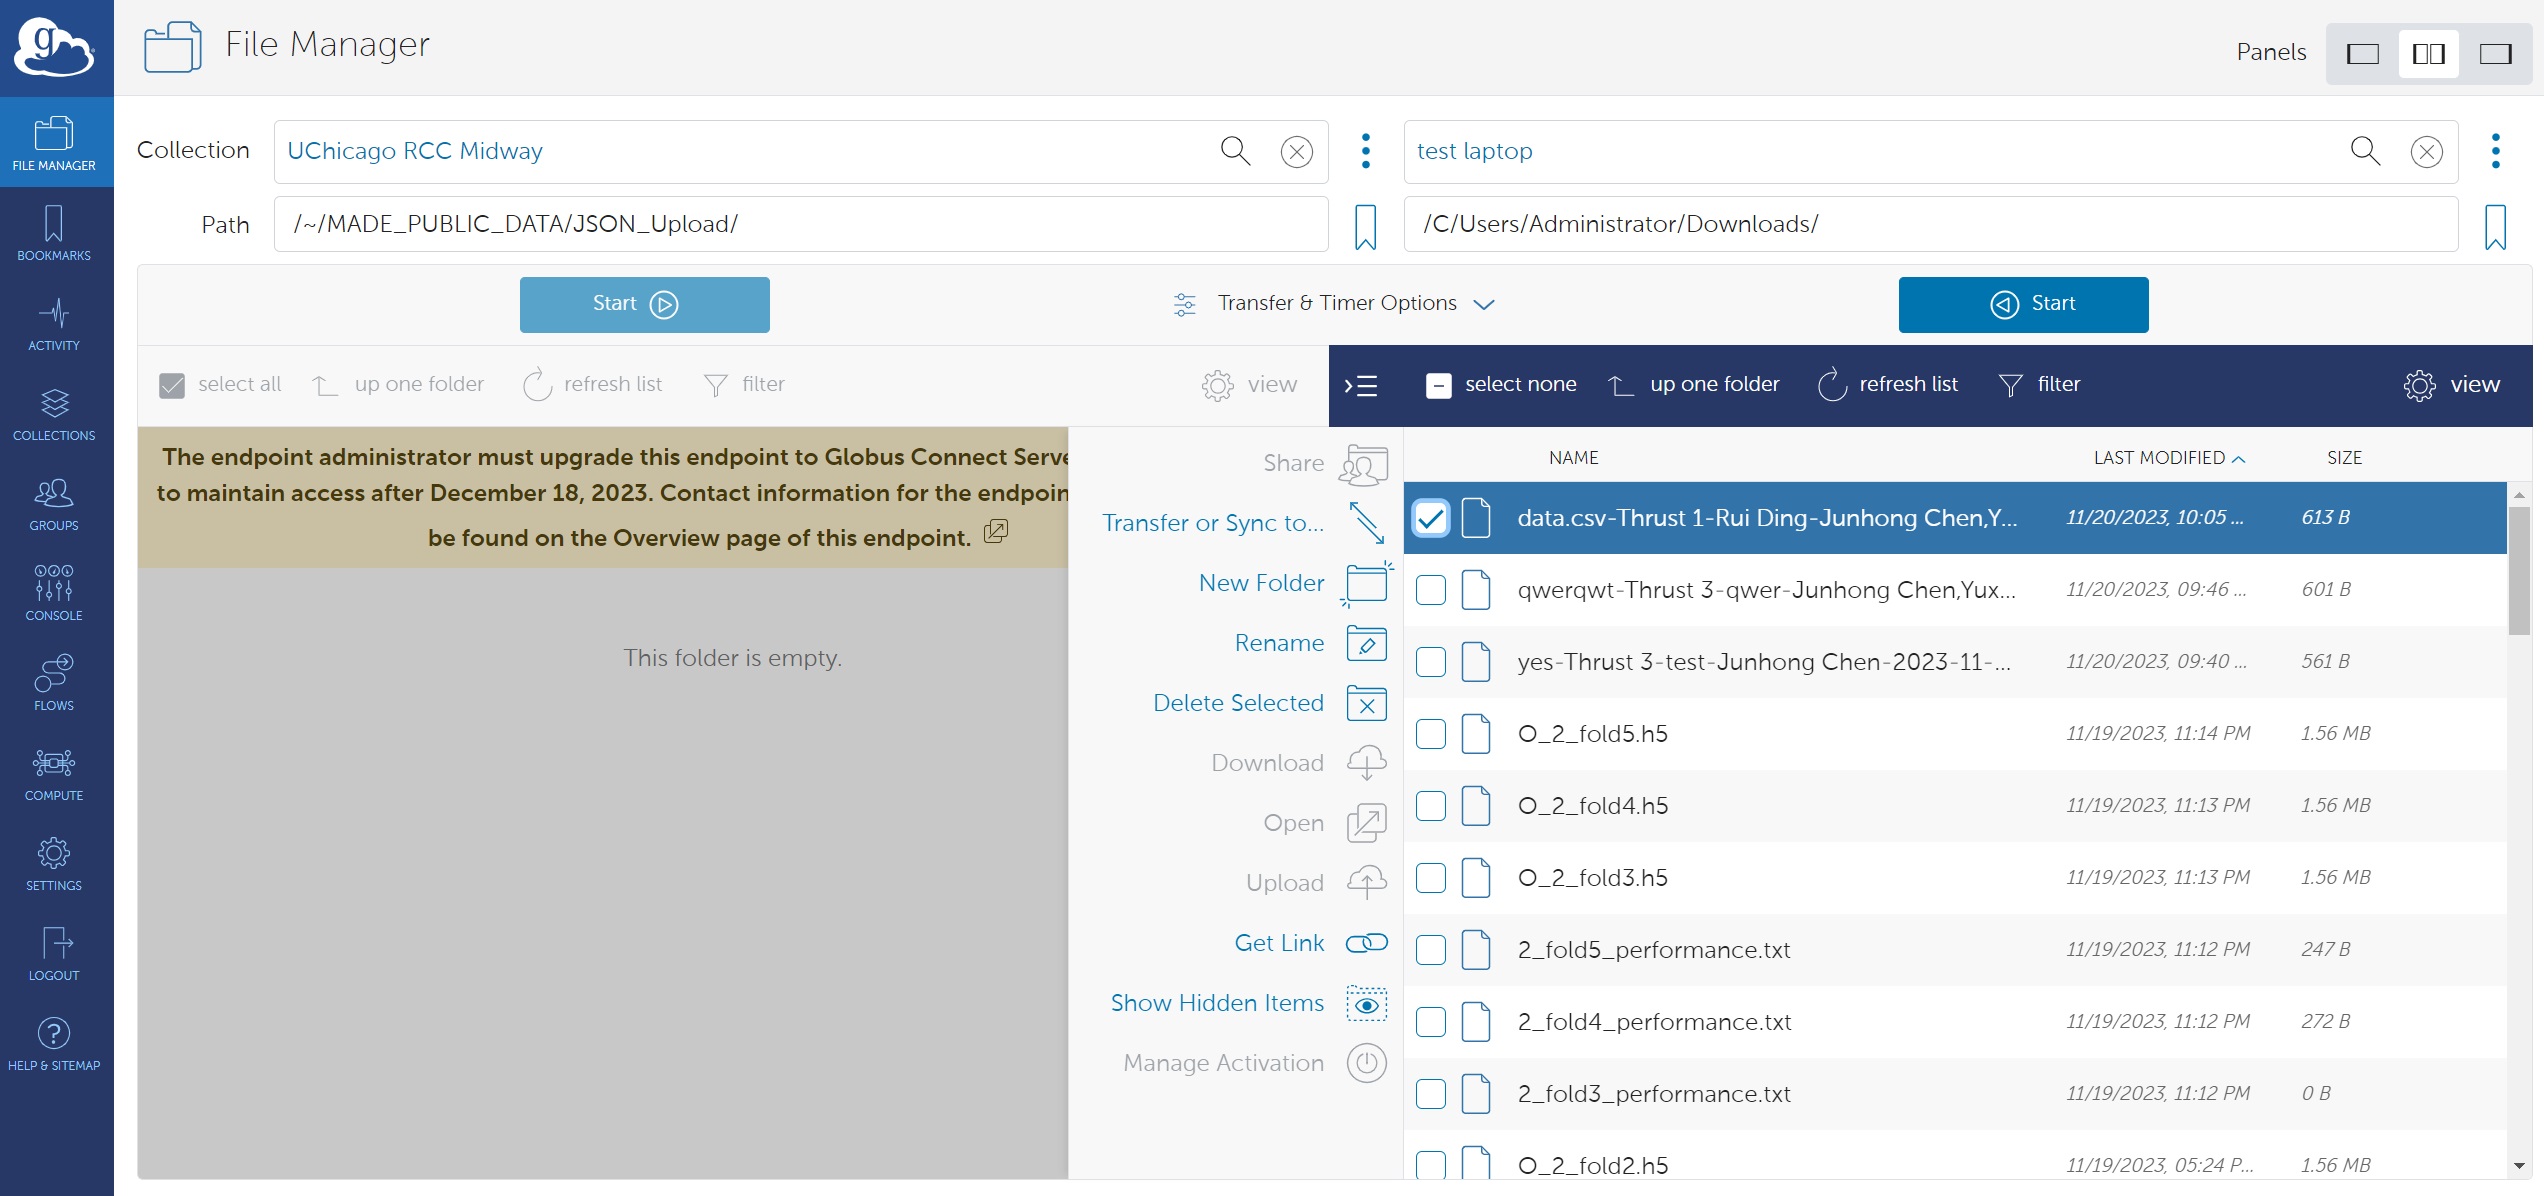 g
File Manager
Panels
FILE MANAGER
BOOKMARKS
ACTIVITY
COLLECTIONS
GROUPS
CONSOLE
FLOWS
COMPUTE
SETTINGS
LOGOUT
HELP & SITEMAP
Collection
UChicago RCC Midway
test laptop
Path
/~/MADE_PUBLIC_DATA/JSON_Upload/
/C/Users/Administrator/Downloads/
Start
Transfer & Timer Options
Start
select all
up one folder
refresh list
filter
view
select none
up one folder
refresh list
filter
view
The endpoint administrator must upgrade this endpoint to Globus Connect Serve
to maintain access after December 18, 2023. Contact information for the endpoin
be found on the Overview page of this endpoint.
This folder is empty.
Share
Transfer or Sync to...
New Folder
Rename
Delete Selected
Download
Open
Upload
Get Link
Show Hidden Items
Manage Activation
NAME LAST MODIFIED SIZE
data.csv-Thrust 1-Rui Ding-Junhong Chen,Y... 11/20/2023, 10:05 ... 613 B
qwerqwt-Thrust 3-qwer-Junhong Chen,Yux... 11/20/2023, 09:46 ... 601 B
yes-Thrust 3-test-Junhong Chen-2023-11-... 11/20/2023, 09:40 ... 561 B
O_2_fold5.h5 11/19/2023, 11:14 PM 1.56 MB
O_2_fold4.h5 11/19/2023, 11:13 PM 1.56 MB
O_2_fold3.h5 11/19/2023, 11:13 PM 1.56 MB
2_fold5_performance.txt 11/19/2023, 11:12 PM 247 B
2_fold4_performance.txt 11/19/2023, 11:12 PM 272 B
2_fold3_performance.txt 11/19/2023, 11:12 PM 0 B
O_2_fold2.h5 11/19/2023, 05:24 P... 1.56 MB